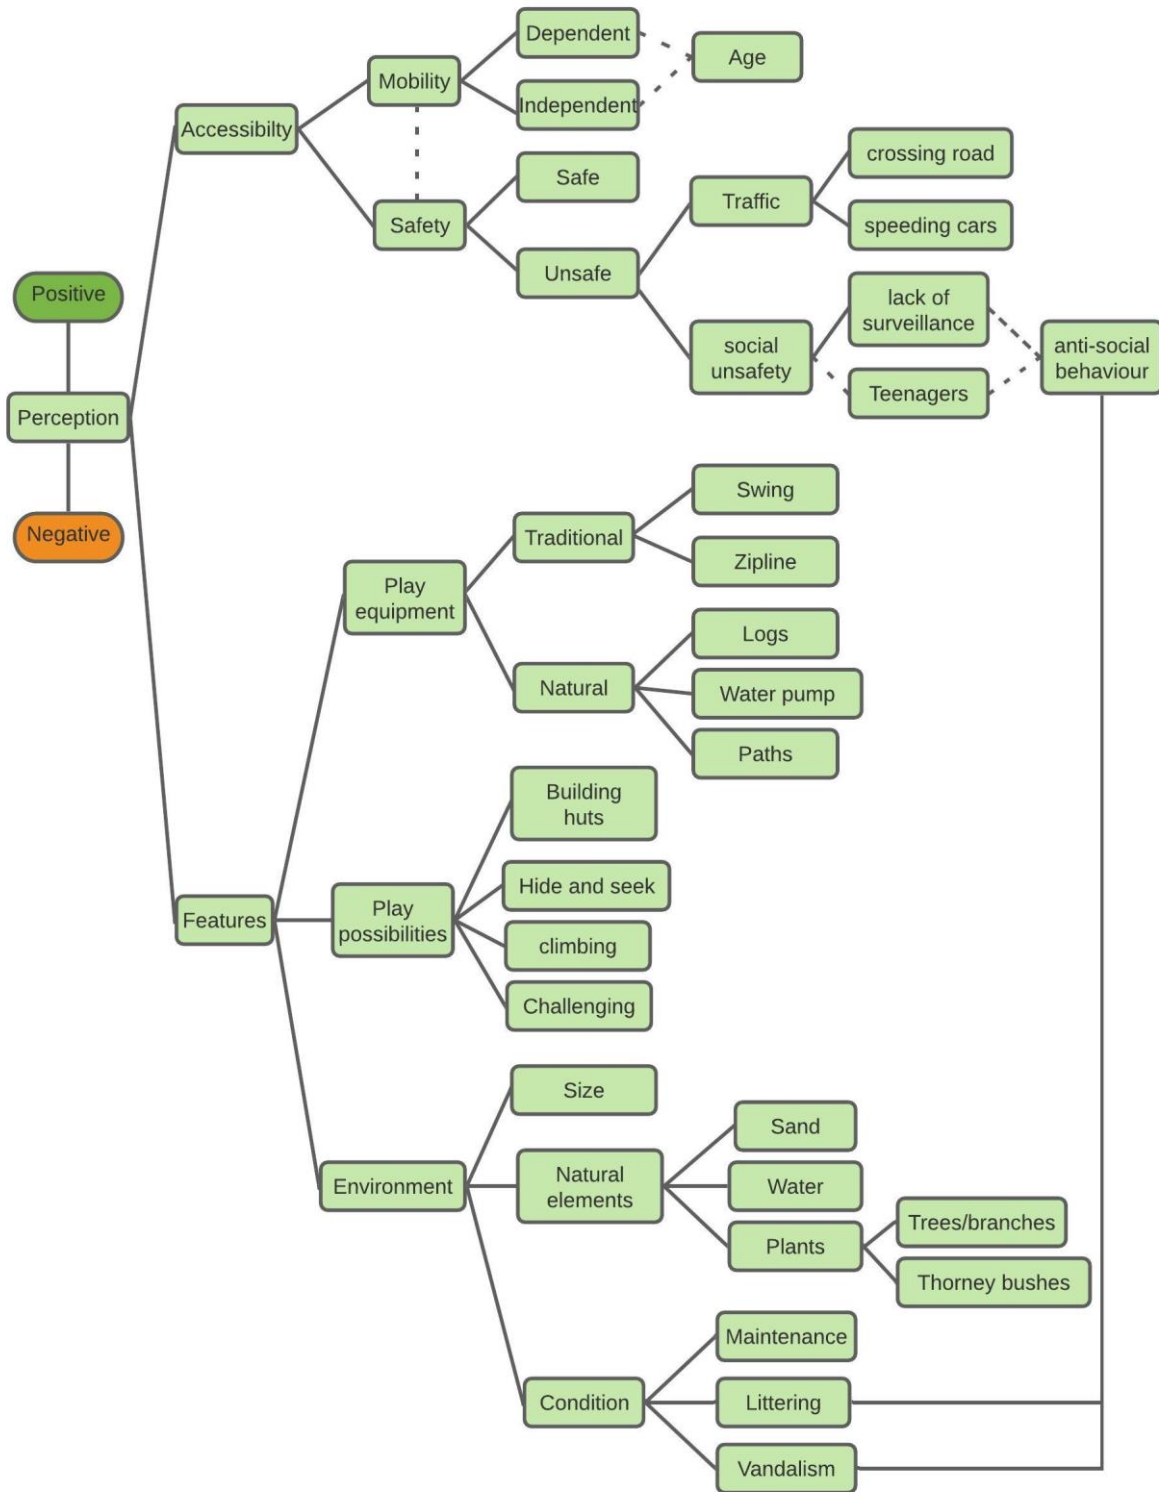 Dependent
Age
Mobility
Independent
Accessibilty
crossing road
Safe
Traffic
Safety
speeding cars
Unsafe
Positive
lack of
surveillance
social
unsafety
anti-social
behaviour
Teenagers
Perception
Swing
Negative
Traditional
Zipline
Play
equipment
Logs
Natural
Water pump
Paths
Building
huts
Hide and seek
Features
Play
possibilities
climbing
Challenging
Size
Sand
Environment
Natural
elements
Water
Trees/branches
Plants
Thorney bushes
Maintenance
Condition
Littering
Vandalism